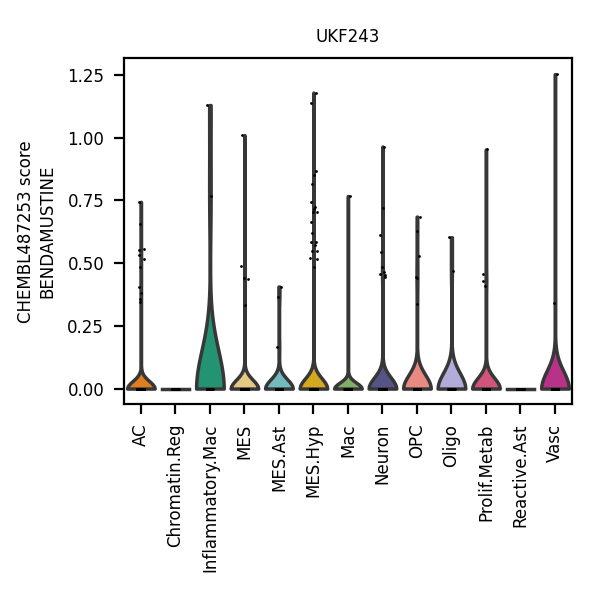 UKF243
CHEMBL487253 score
BENDAMUSTINE
1.25
1.00
0.75
0.50
0.25
0.00
AC
Chromatin.Reg
Inflammatory.Mac
MES
MES.Ast
MES.Hyp
Mac
Neuron
OPC
Oligo
Prolif.Metab
Reactive.Ast
Vasc